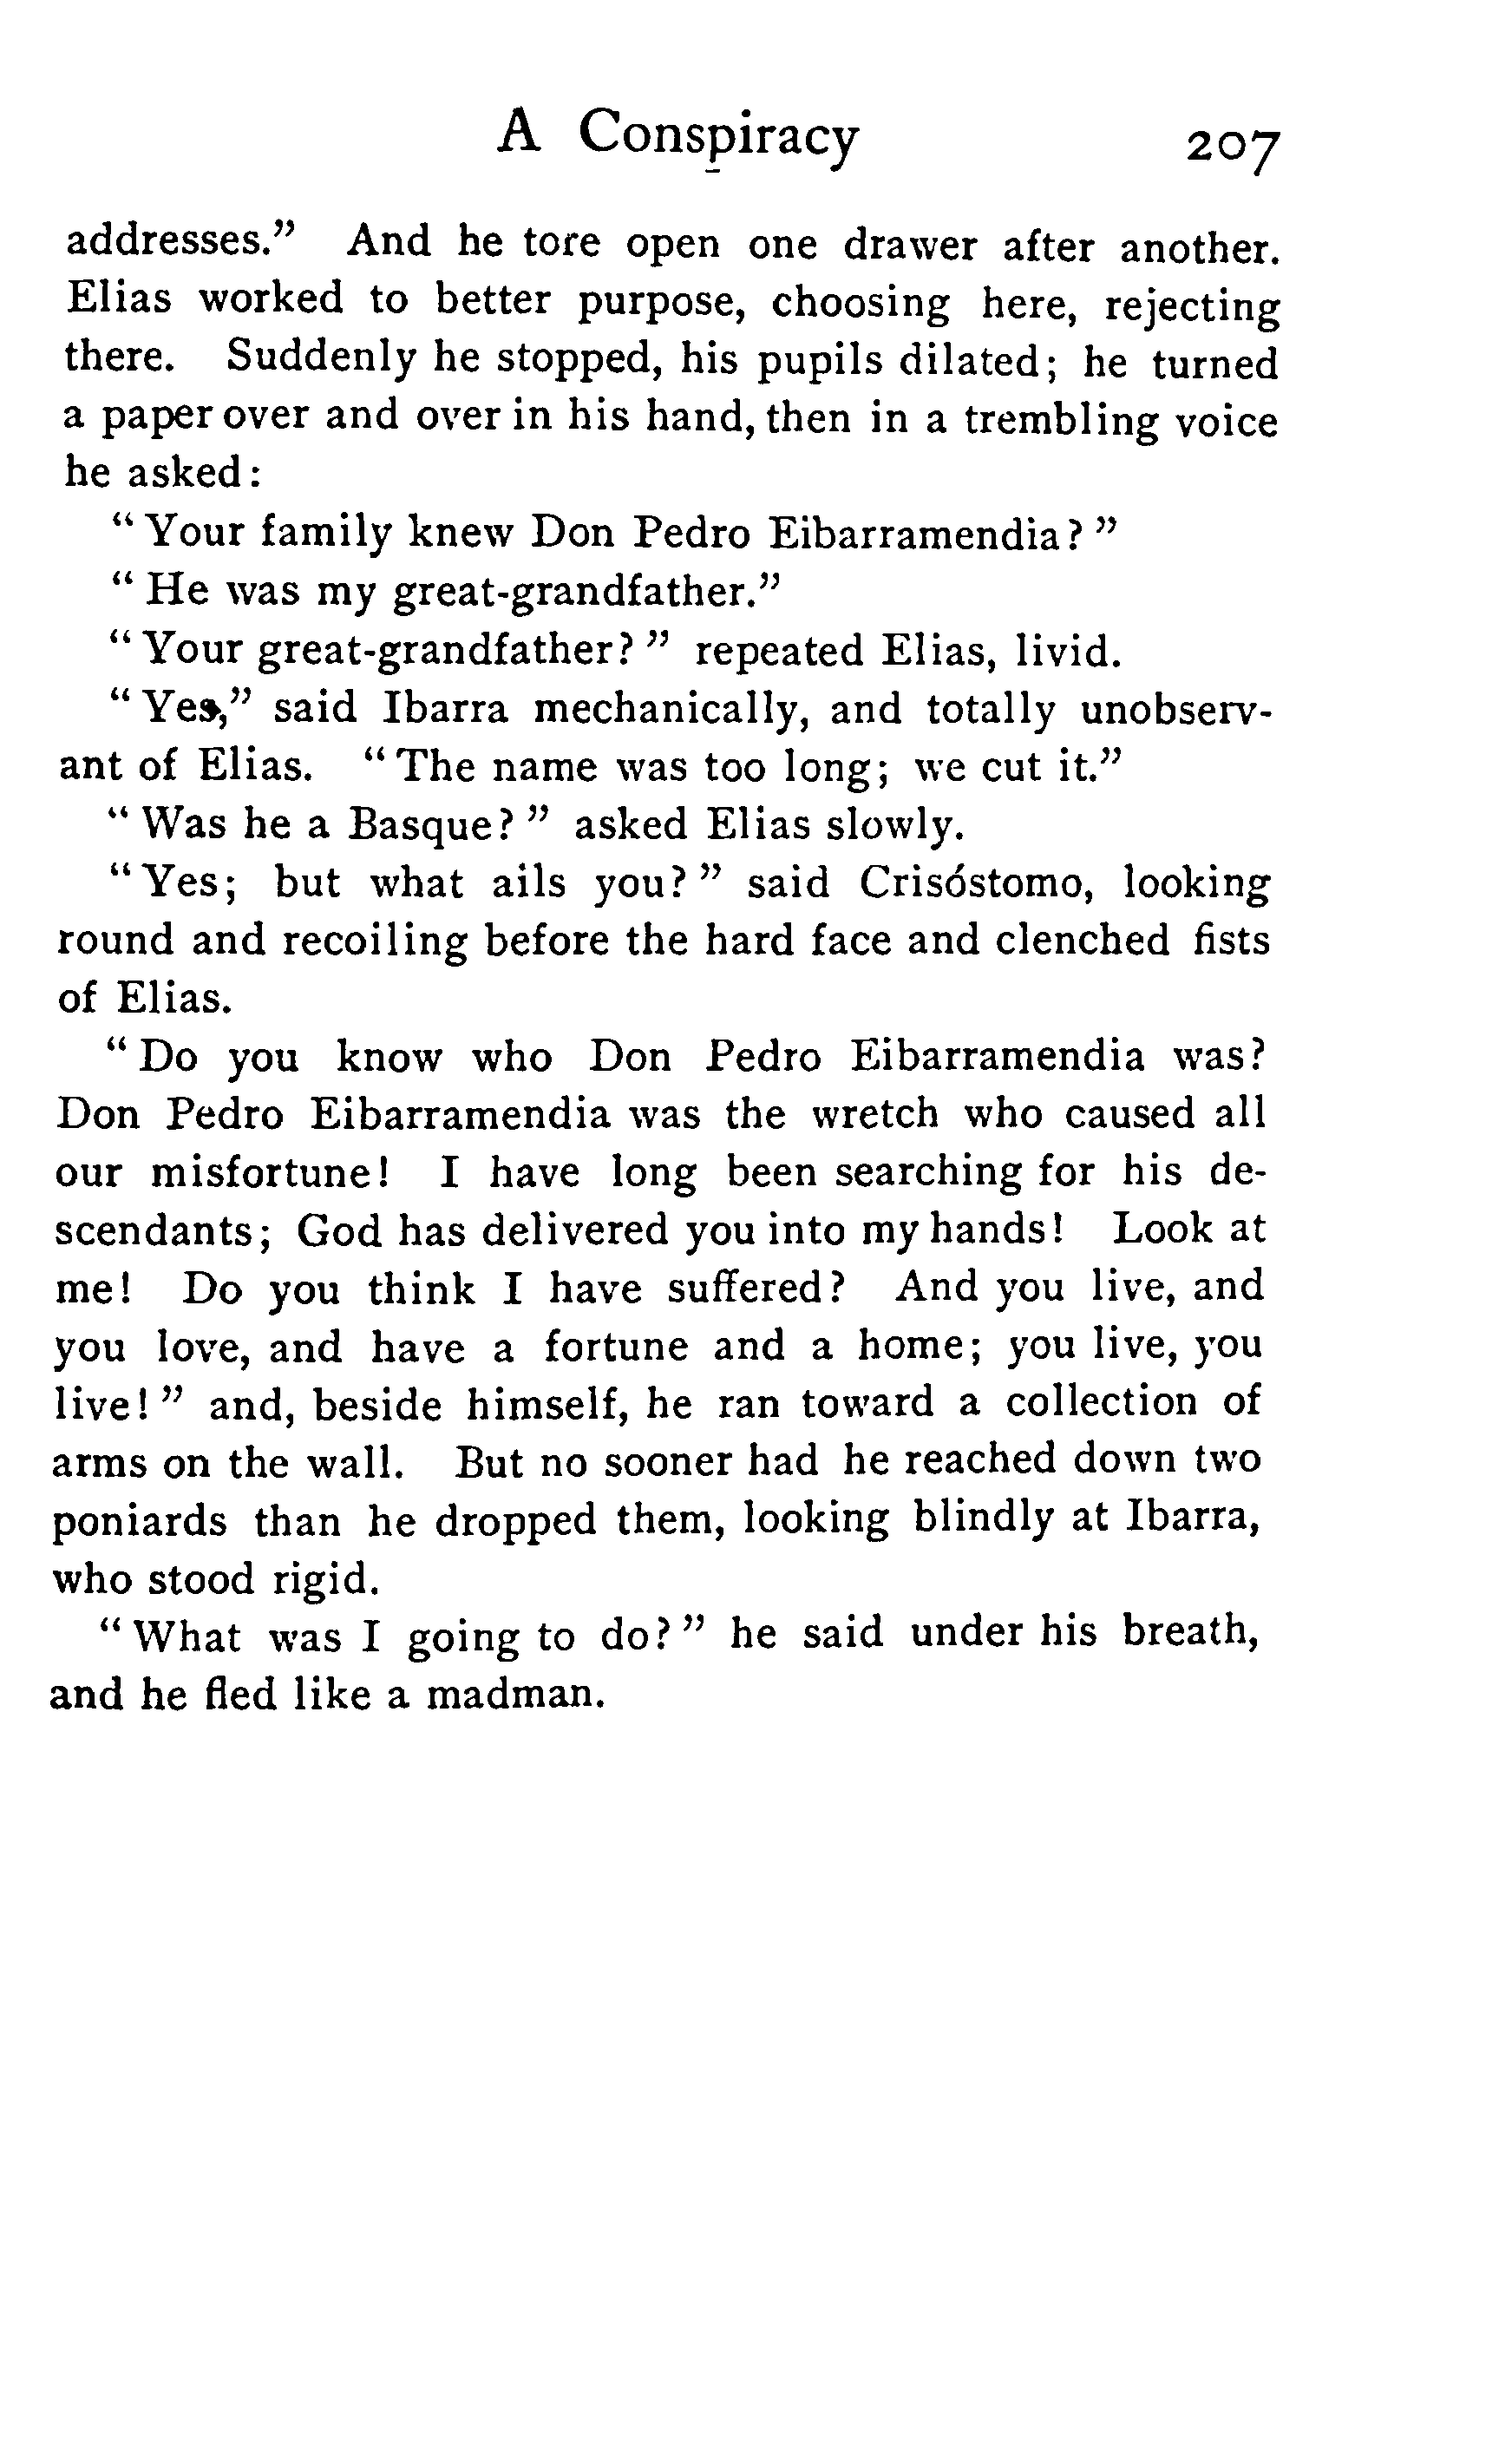 A Conspiracy 207
addresses.” And he tore open one drawer after another.
Elias worked to better purpose, choosing here, rejecting
there. Suddenly he stopped, his pupils dilated; he turned
a paper over and over in his hand, then in a trembling voice
he asked:
“Your family knew Don Pedro Eibarramendia?”
“He was my great-grandfather.”
“Your great-grandfather?” repeated Elias, livid.
“Yes,” said Ibarra mechanically, and totally unobserv-
ant of Elias. “The name was too long; we cut it.”
“Was he a Basque?” asked Elias slowly.
“Yes; but what ails you?” said Crisóstomo, looking
round and recoiling before the hard face and clenched fists
of Elias.
“Do you know who Don Pedro Eibarramendia was?
Don Pedro Eibarramendia was the wretch who caused all
our misfortune! I have long been searching for his de-
scendants; God has delivered you into my hands! Look at
me! Do you think I have suffered? And you live, and
you love, and have a fortune and a home; you live, you
live!” and, beside himself, he ran toward a collection of
arms on the wall. But no sooner had he reached down two
poniards than he dropped them, looking blindly at Ibarra,
who stood rigid.
“What was I going to do?” he said under his breath,
and he fled like a madman.